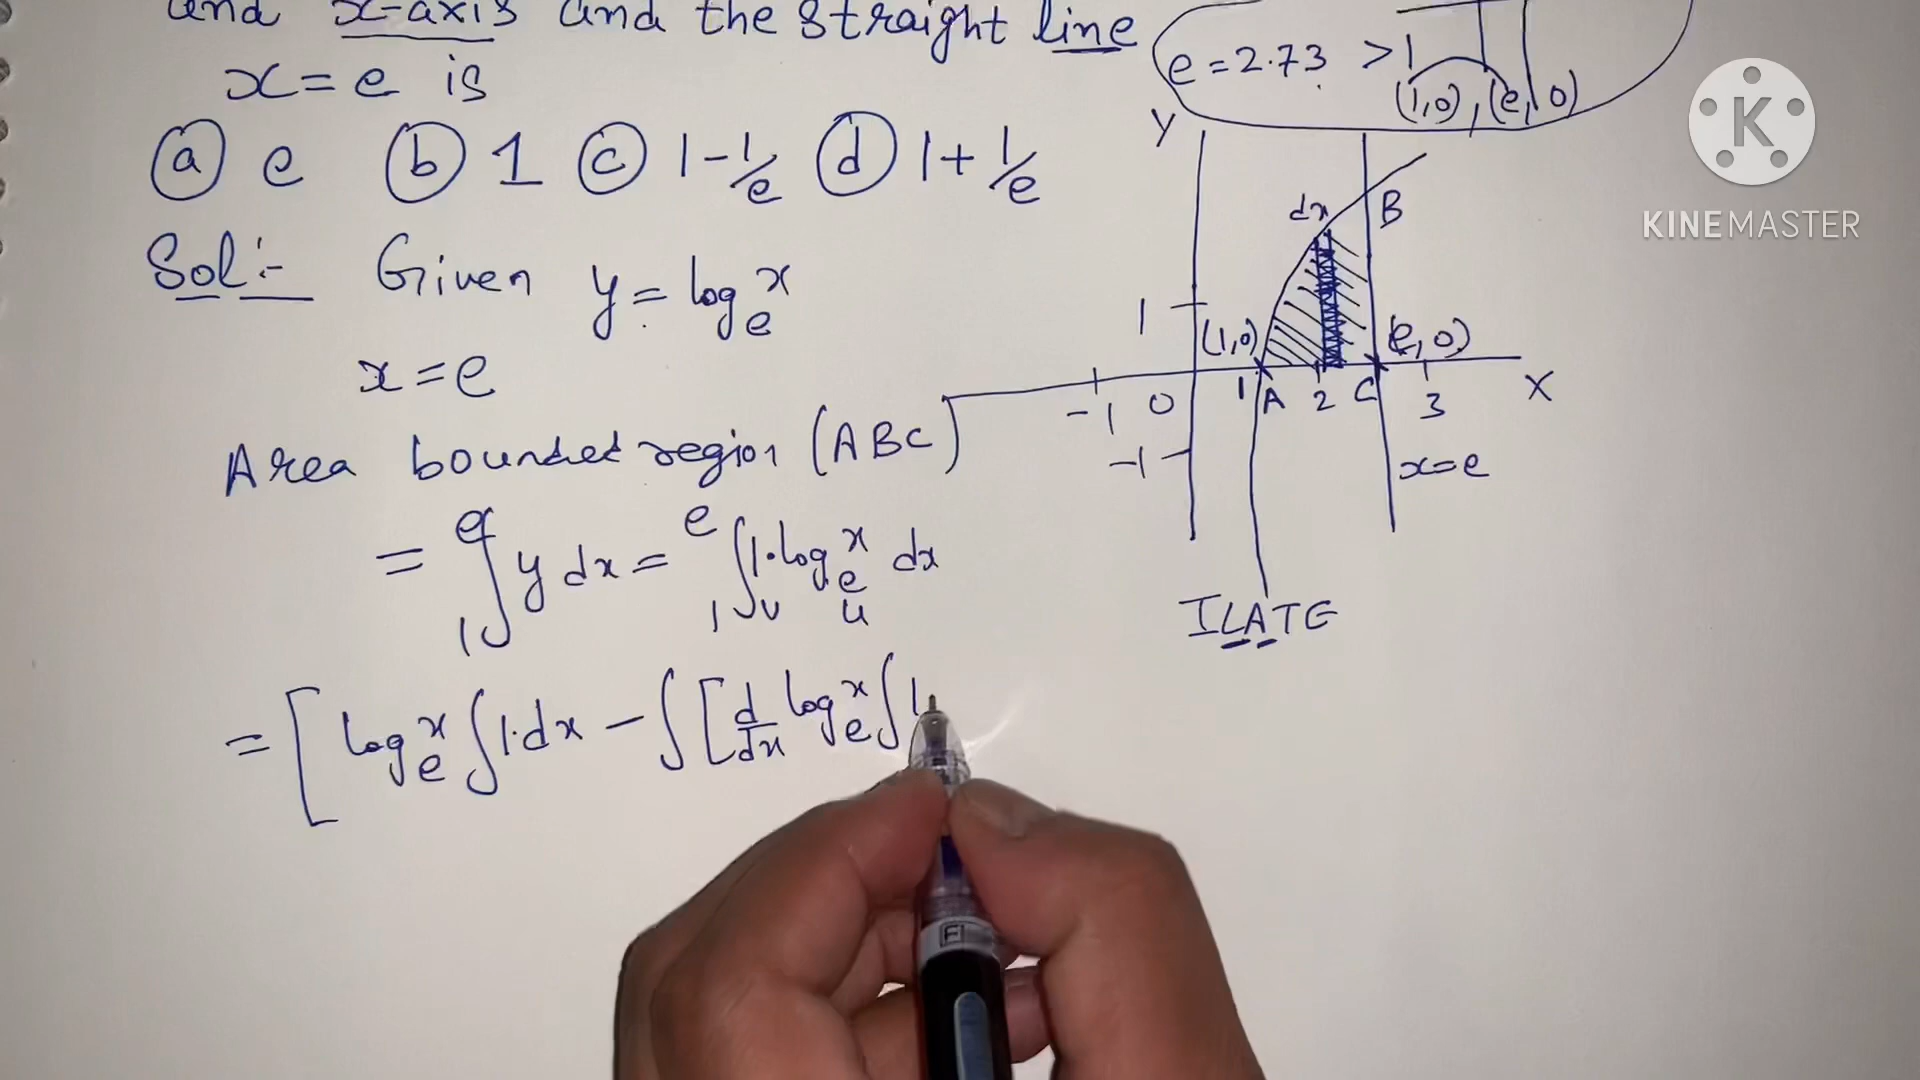 and x-axis and the straight line
x = e is
ⓐ e ⓑ 1 ⓒ 1 - 1/e ⓓ 1 + 1/e
Sol:- Given y = log_e^x
x = e
Area bounded region (ABC)
= ∫_1^e y dx = ∫_1^e 1·log_e^x dx
v u
= [ log_e^x ∫1·dx - ∫[ d/dx log_e^x ∫1
e = 2.73 > 1
(1,0), (e,0)
Y
dx B
1 (1,0) (e,0)
-1 0 1 A 2 C 3 X
-1 x=e
ILATE
K
KINEMASTER
F